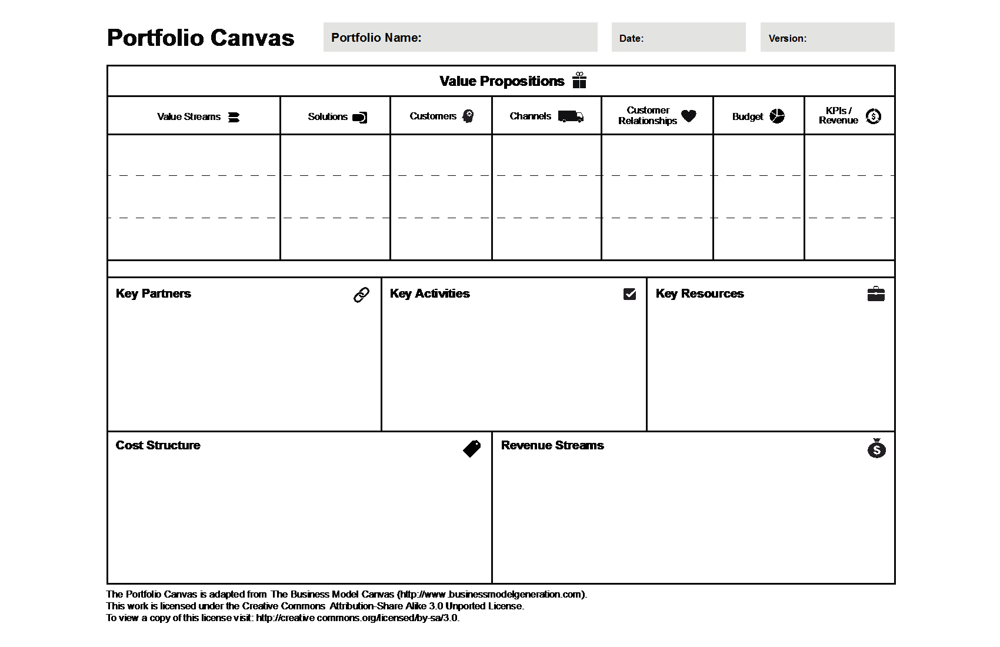 Portfolio Canvas
Portfolio Name:
Date:
Version:
Value Propositions
Value Streams
Solutions
Customers
Channels
Customer
Relationships
Budget
KPIs /
Revenue
$
Key Partners
Key Activities
Key Resources
Cost Structure
Revenue Streams
$
The Portfolio Canvas is adapted from The Business Model Canvas (http://www.businessmodelgeneration.com).
This work is licensed under the Creative Commons Attribution-Share Alike 3.0 Unported License.
To view a copy of this license visit: http://creative commons.org/licensed/by-sa/3.0.